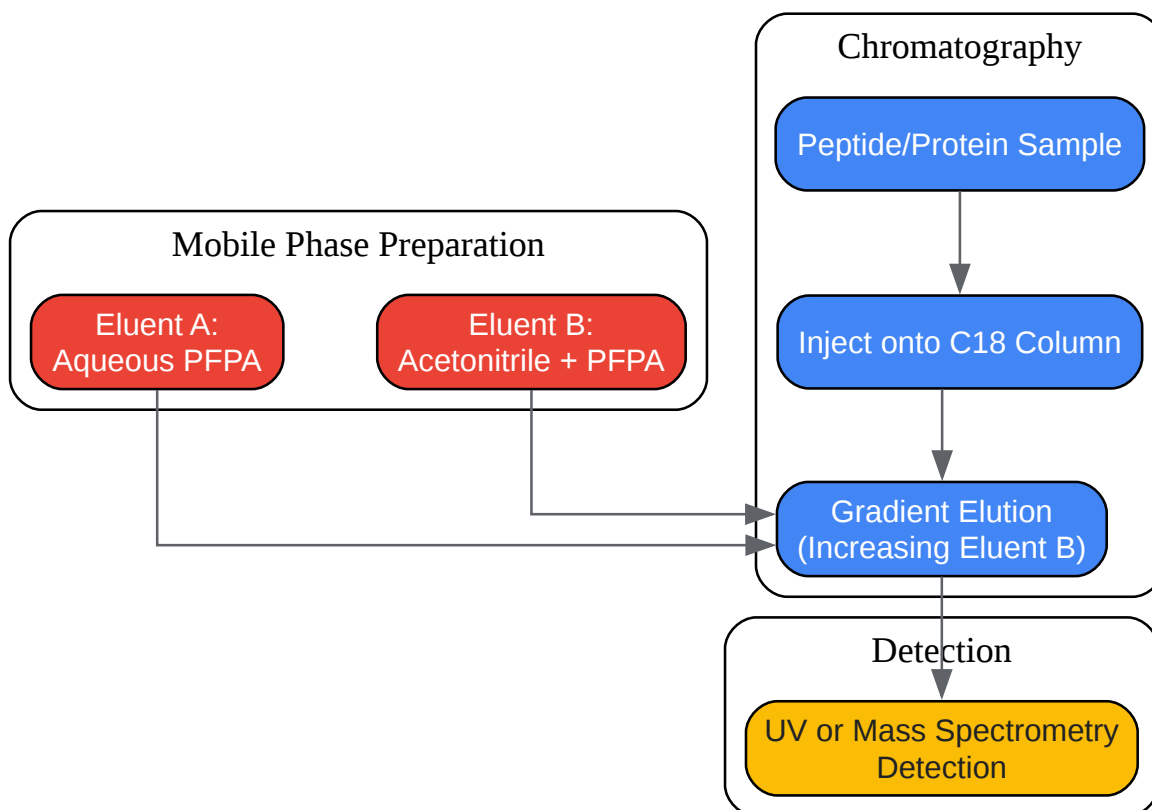 Chromatography
Peptide/Protein Sample
Mobile Phase Preparation
Eluent A:
Aqueous PFPA
Eluent B:
Acetonitrile + PFPA
Inject onto C18 Column
Gradient Elution
(Increasing Eluent B)
Detection
UV or Mass Spectrometry
Detection